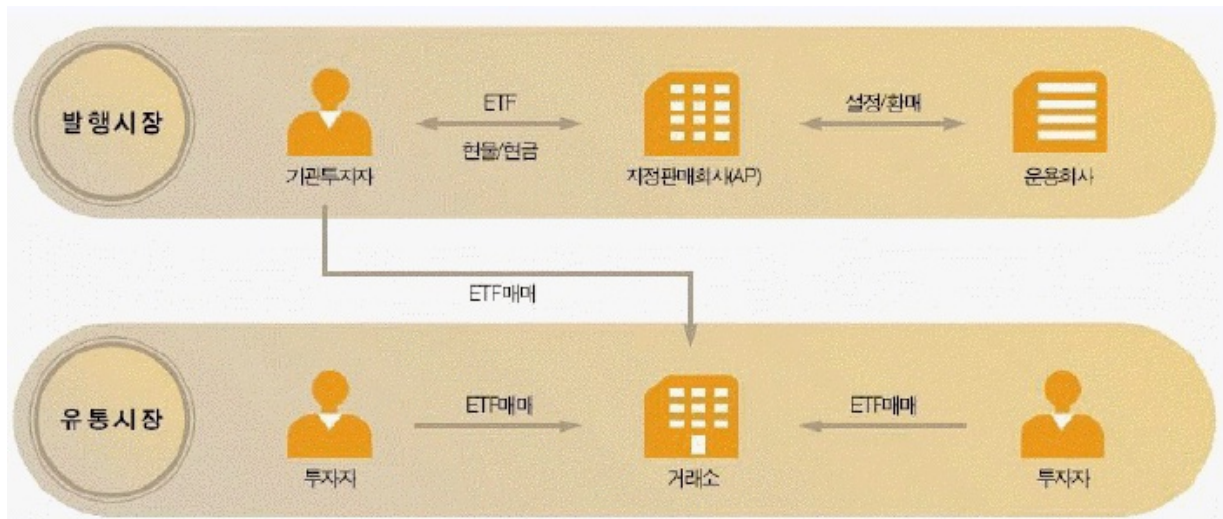 발행시장
ETF
현물/현금
설정/환매
기관투자자
지정판매회사(AP)
운용회사
ETF매매
유통시장
ETF매매
ETF매매
투자자
거래소
투자자